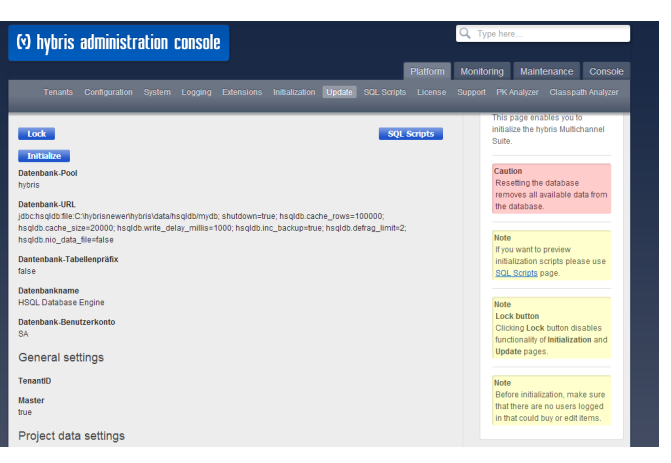 hybris administration console
Type here...
Platform Monitoring Maintenance Console
Tenants Configuration System Logging Extensions Initialization Update SQL Scripts License Support PK Analyzer Classpath Analyzer
Lock
SQL Scripts
Initialize
Datenbank-Pool
hybris
Datenbank-URL
jdbc:hsqldb:file:C:\hybrisnewer\hybris\data/hsqldb/mydb; shutdown=true; hsqldb.cache_rows=100000;
hsqldb.cache_size=20000; hsqldb.write_delay_millis=1000; hsqldb.inc_backup=true; hsqldb.defrag_limit=2;
hsqldb.nio_data_file=false
Dantenbank-Tabellenpräfix
false
Datenbankname
HSQL Database Engine
Datenbank-Benutzerkonto
SA
General settings
TenantID
Master
true
Project data settings
This page enables you to
initialize the hybris Multichannel
Suite.
Caution
Resetting the database
removes all available data from
the database.
Note
If you want to preview
initialization scripts please use
SQL Scripts page.
Note
Lock button
Clicking Lock button disables
functionality of Initialization and
Update pages.
Note
Before initialization, make sure
that there are no users logged
in that could buy or edit items.